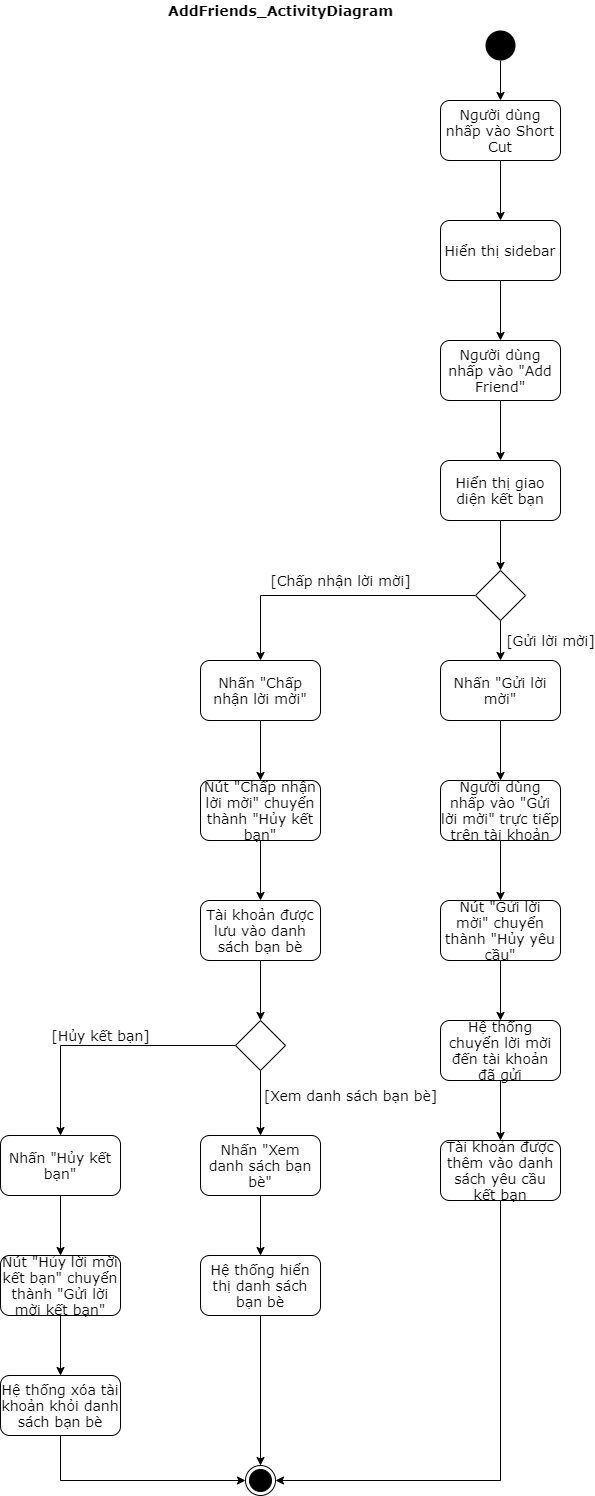 AddFriends_ActivityDiagram
Người dùng
nhấp vào Short
Cut
Hiển thị sidebar
Người dùng
nhấp vào "Add
Friend"
Hiển thị giao
diện kết bạn
[Chấp nhận lời mời]
[Gửi lời mời]
Nhấn "Chấp
nhận lời mời"
Nhấn "Gửi lời
mời"
Nút "Chấp nhận
lời mời" chuyển
thành "Hủy kết
bạn"
Người dùng
nhấp vào "Gửi
lời mời" trực tiếp
trên tài khoản
Tài khoản được
lưu vào danh
sách bạn bè
Nút "Gửi lời
mời" chuyển
thành "Hủy yêu
cầu"
Hệ thống
chuyển lời mời
đến tài khoản
đã gửi
[Hủy kết bạn]
[Xem danh sách bạn bè]
Nhấn "Hủy kết
bạn"
Nhấn "Xem
danh sách bạn
bè"
Tài khoản được
thêm vào danh
sách yêu cầu
kết bạn
Nút "Hủy lời mời
kết bạn" chuyển
thành "Gửi lời
mời kết bạn"
Hệ thống hiển
thị danh sách
bạn bè
Hệ thống xóa tài
khoản khỏi danh
sách bạn bè